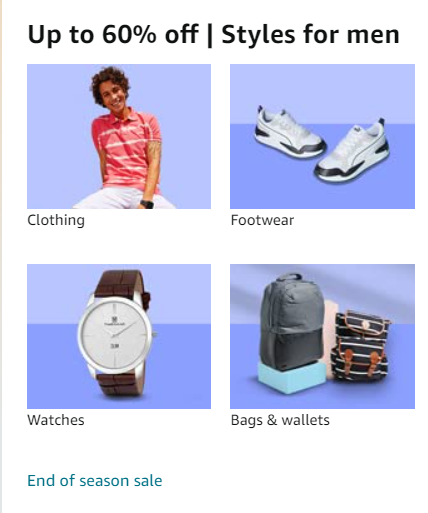 Up to 60% off | Styles for men
Clothing
Footwear
Watches
Bags & wallets
End of season sale